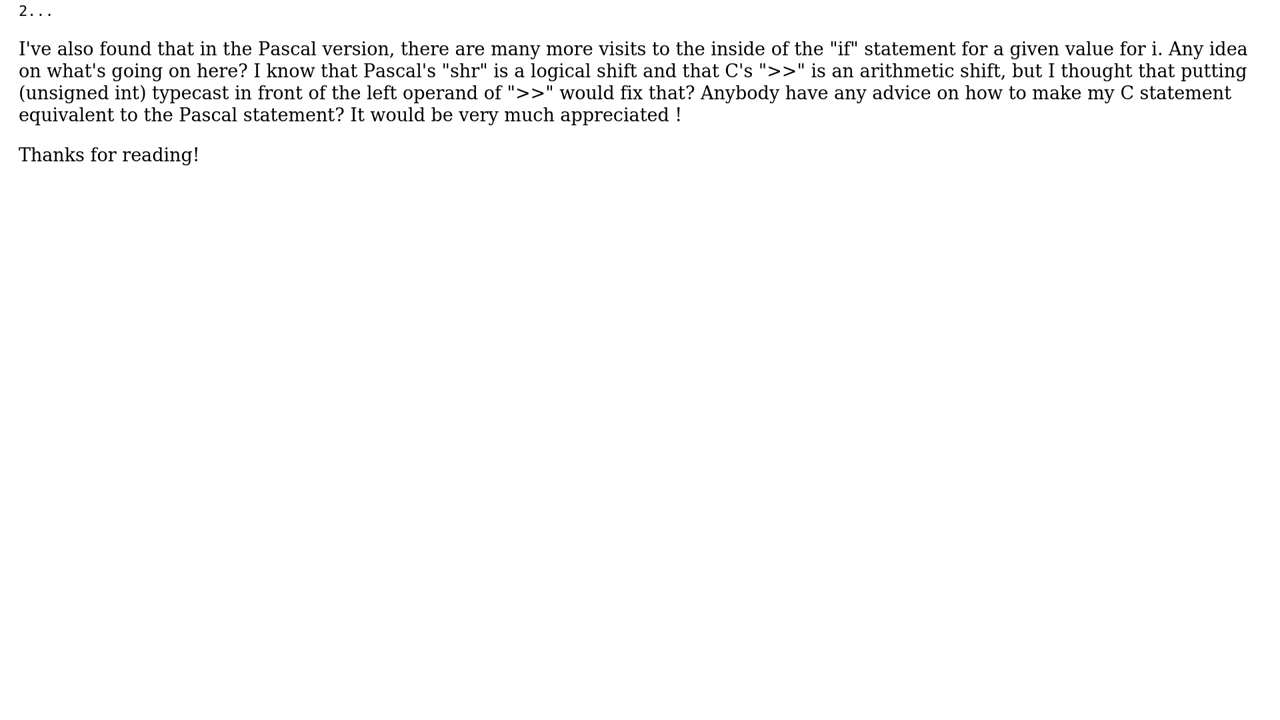 2...
I've also found that in the Pascal version, there are many more visits to the inside of the "if" statement for a given value for i. Any idea
on what's going on here? I know that Pascal's "shr" is a logical shift and that C's ">>" is an arithmetic shift, but I thought that putting
(unsigned int) typecast in front of the left operand of ">>" would fix that? Anybody have any advice on how to make my C statement
equivalent to the Pascal statement? It would be very much appreciated !
Thanks for reading!